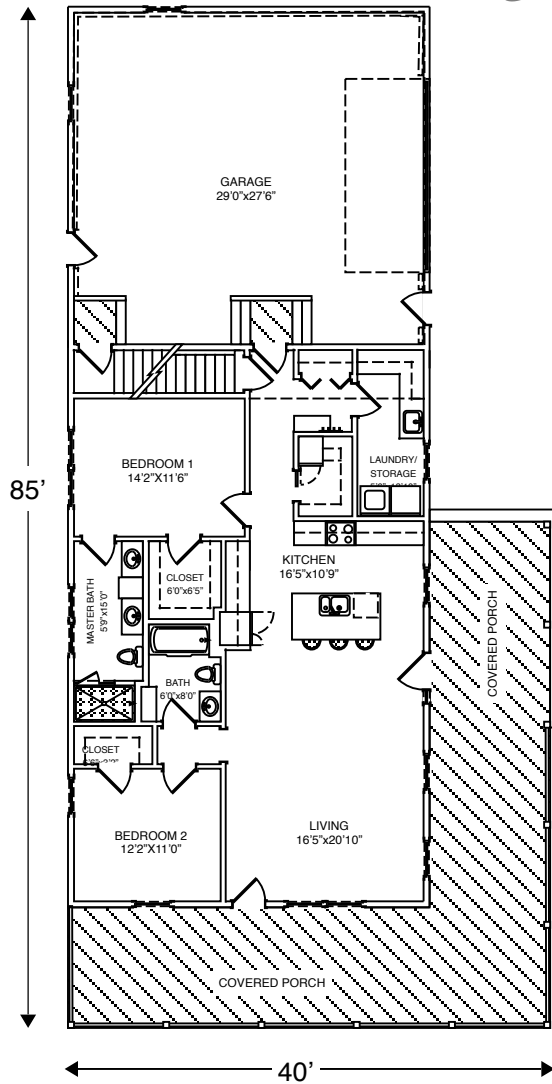 GARAGE
29'0"x27'6"
85’
BEDROOM 1
14'2"X11'6"
LAUNDRY/
STORAGE
MASTER BATH
5'9"x15'0"
CLOSET
6'0"x6'5"
KITCHEN
16'5"x10'9"
COVERED PORCH
BATH
6'0"x8'0"
CLOSET
BEDROOM 2
12'2"X11'0"
LIVING
16'5"x20'10"
COVERED PORCH
40’